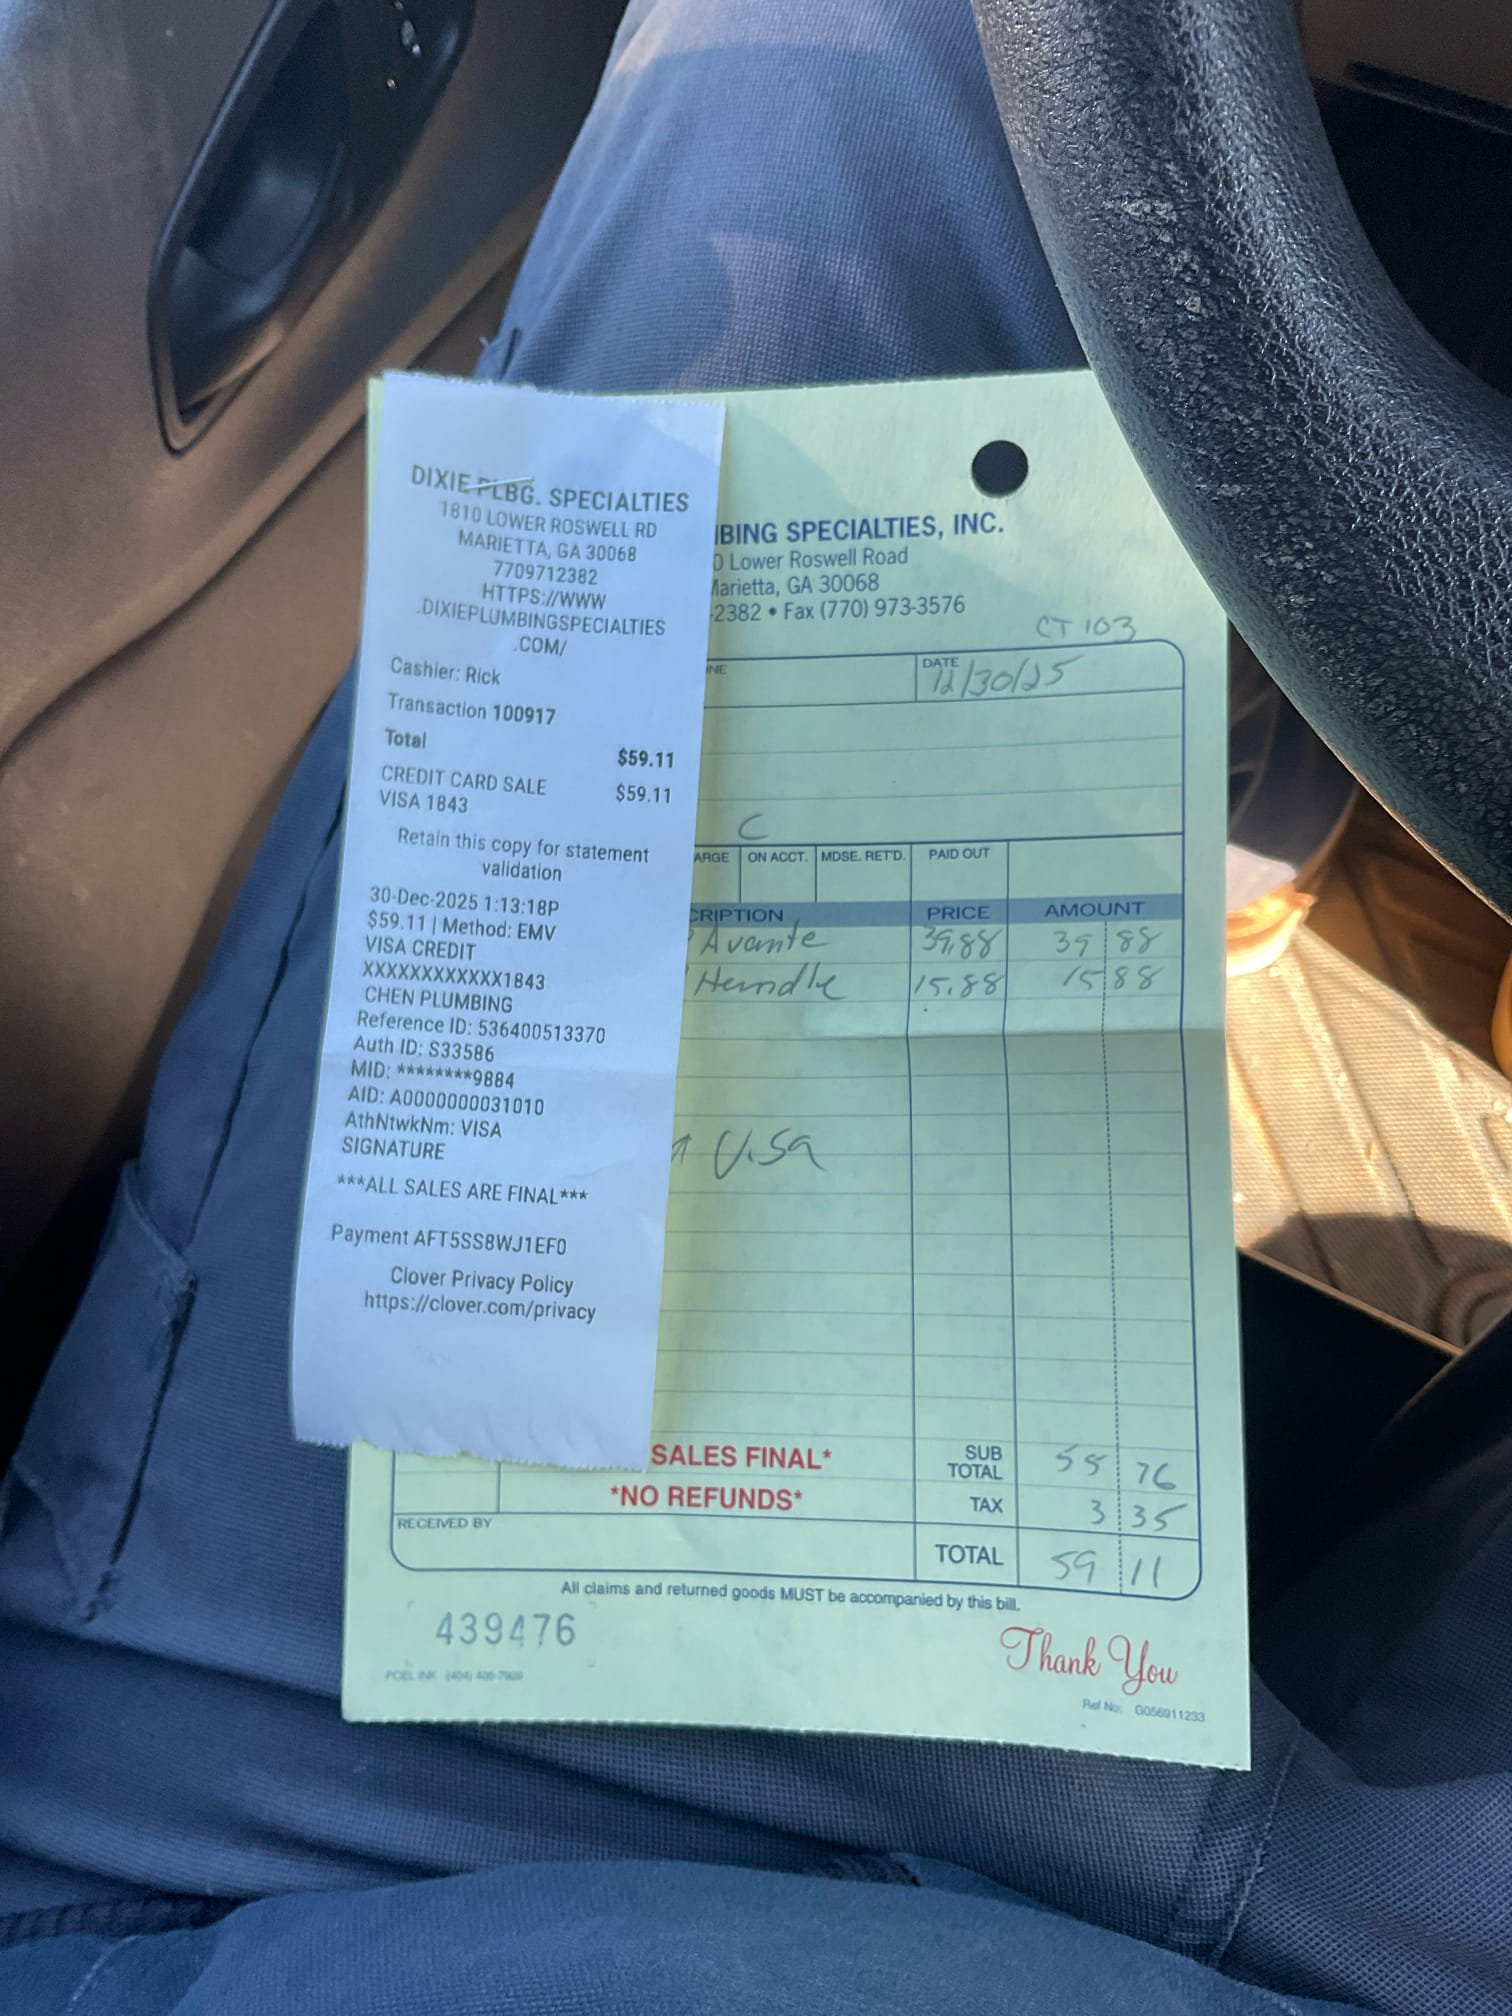 DIXIE PLBG. SPECIALTIES
1810 LOWER ROSWELL RD
MARIETTA, GA 30068
7709712382
HTTPS://WWW
.DIXIEPLUMBINGSPECIALTIES
.COM/
Cashier: Rick
Transaction 100917
Total $59.11
CREDIT CARD SALE $59.11
VISA 1843
Retain this copy for statement
validation
30-Dec-2025 1:13:18P
$59.11 | Method: EMV
VISA CREDIT
XXXXXXXXXXXX1843
CHEN PLUMBING
Reference ID: 536400513370
Auth ID: S33586
MID: ********9884
AID: A0000000031010
AthNtwkNm: VISA
SIGNATURE
***ALL SALES ARE FINAL***
Payment AFT5SS8WJ1EF0
Clover Privacy Policy
https://clover.com/privacy
BING SPECIALTIES, INC.
0 Lower Roswell Road
Marietta, GA 30068
-2382 • Fax (770) 973-3576
CT 103
NE DATE 12/30/25
C
ARGE ON ACCT. MDSE. RET'D. PAID OUT
CRIPTION PRICE AMOUNT
Avante 39.88 39 88
Handle 15.88 15 88
Visa
SALES FINAL* SUB TOTAL 55 76
*NO REFUNDS* TAX 3 35
RECEIVED BY TOTAL 59 11
All claims and returned goods MUST be accompanied by this bill.
439476
Thank You
Ref No: G056911233